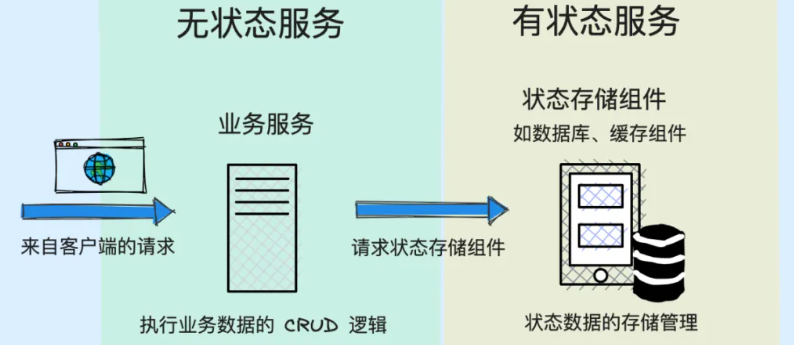 无状态服务
有状态服务
业务服务
状态存储组件
如数据库、缓存组件
来自客户端的请求
请求状态存储组件
执行业务数据的 CRUD 逻辑
状态数据的存储管理